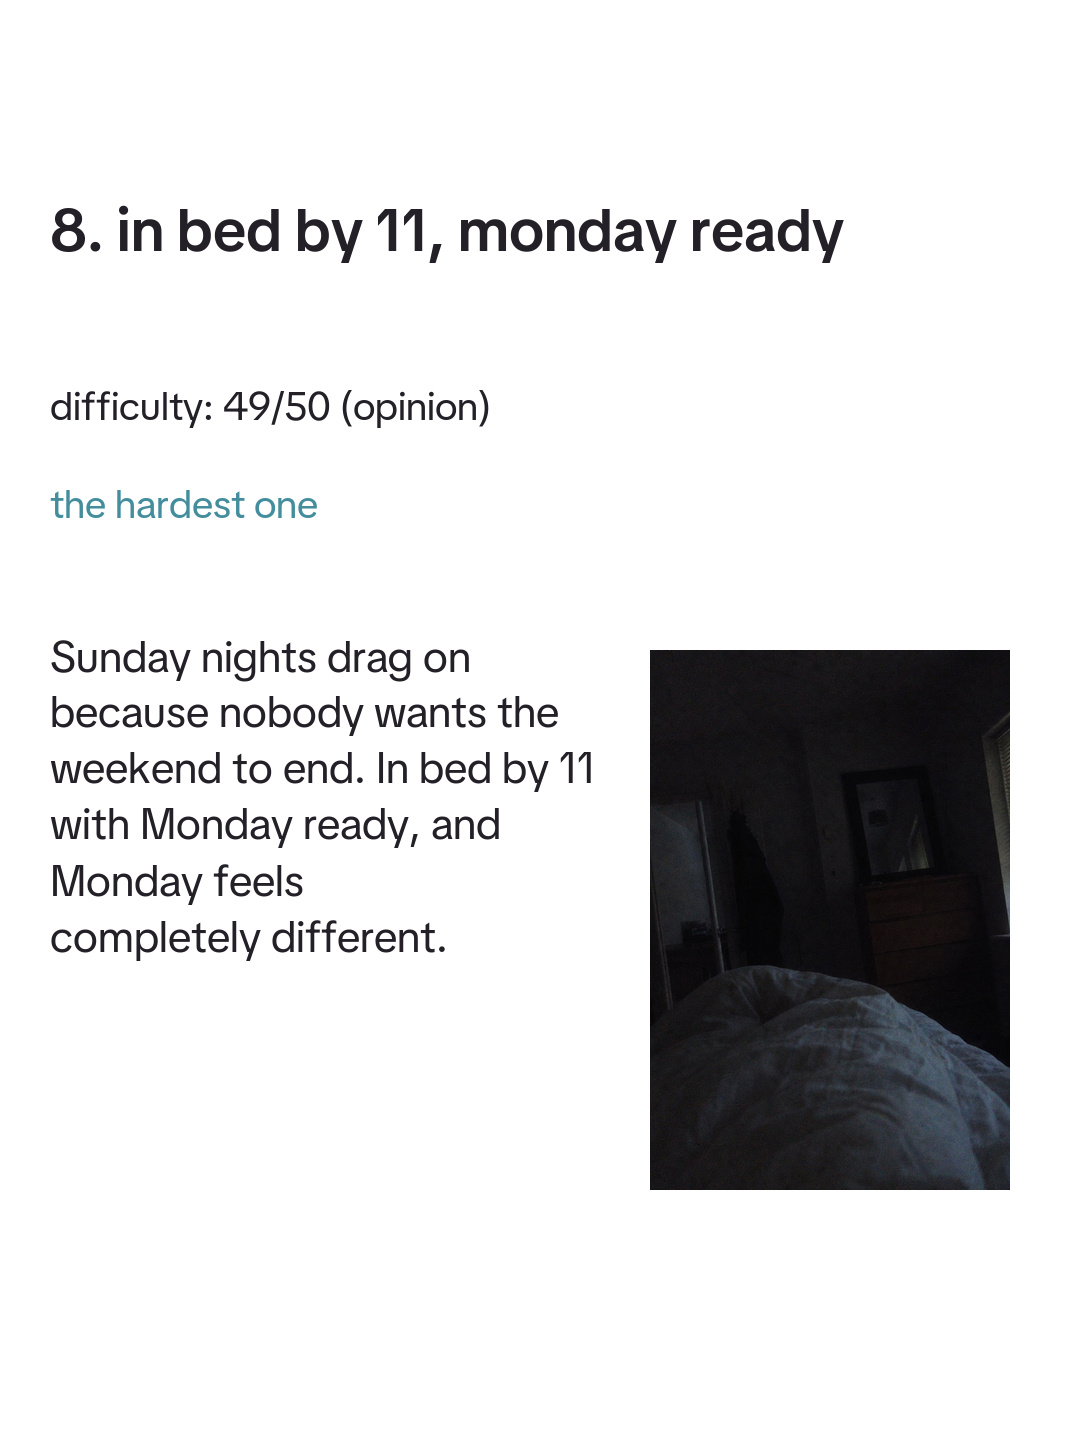 8. in bed by 11, monday ready
difficulty: 49/50 (opinion)
the hardest one
Sunday nights drag on
because nobody wants the
weekend to end. In bed by 11
with Monday ready, and
Monday feels
completely different.